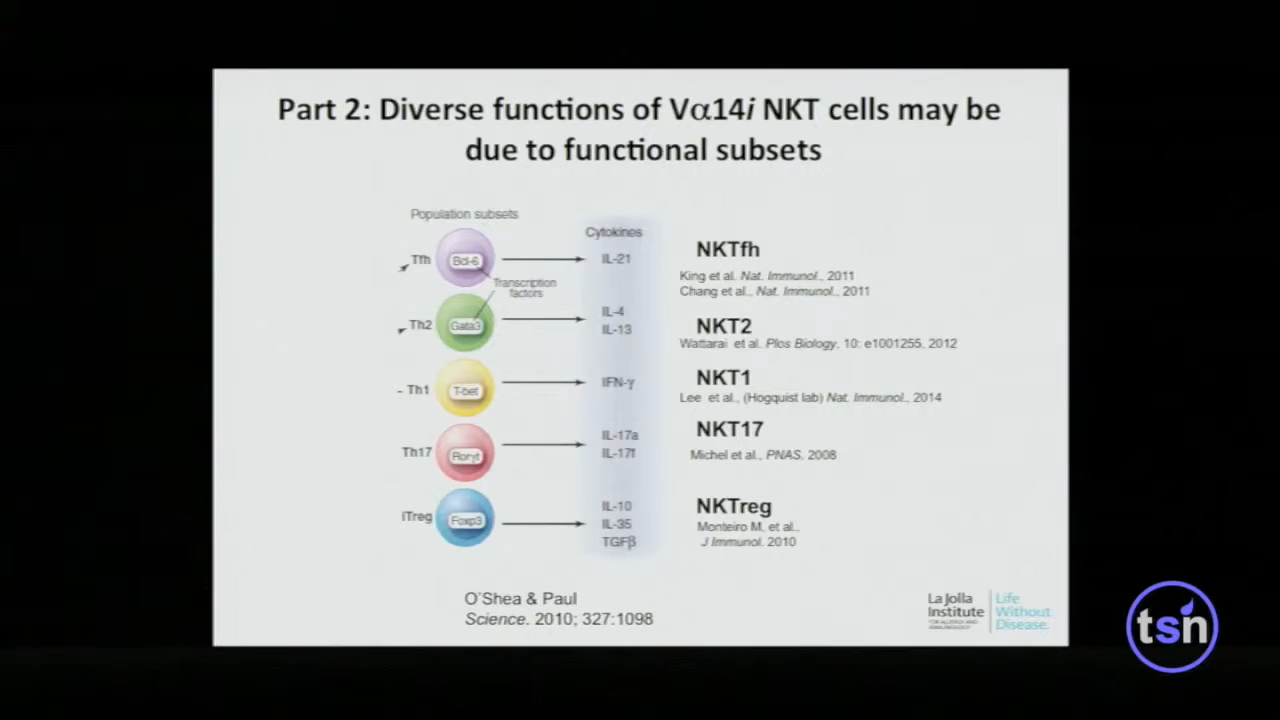 Part 2: Diverse functions of Vα14i NKT cells may be
due to functional subsets
Population subsets
Cytokines
Tfh
Bcl-6
IL-21
NKTfh
King et al. Nat. Immunol., 2011
Chang et al., Nat. Immunol., 2011
Transcription
factors
Th2
Gata3
IL-4
IL-13
NKT2
Wattarai et al. Plos Biology, 10: e1001255, 2012
Th1
T-bet
IFN-γ
NKT1
Lee et al., (Hogquist lab) Nat. Immunol., 2014
Th17
Rorγt
IL-17a
IL-17f
NKT17
Michel et al., PNAS, 2008
iTreg
Foxp3
IL-10
IL-35
TGFβ
NKTreg
Monteiro M, et al.,
J Immunol. 2010
O'Shea & Paul
Science. 2010; 327:1098
La Jolla
Institute
FOR ALLERGY AND
IMMUNOLOGY
Life
Without
Disease.
tsh